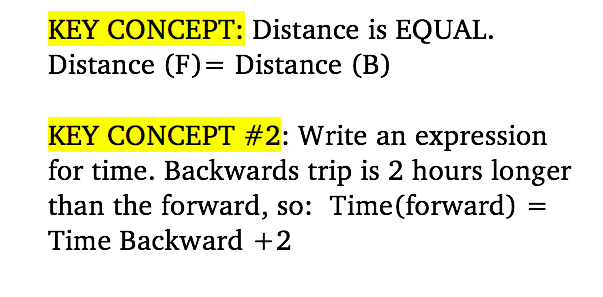 KEY CONCEPT: Distance is EQUAL.
Distance (F)= Distance (B)
KEY CONCEPT #2: Write an expression
for time. Backwards trip is 2 hours longer
than the forward, so:  Time(forward) =
Time Backward +2